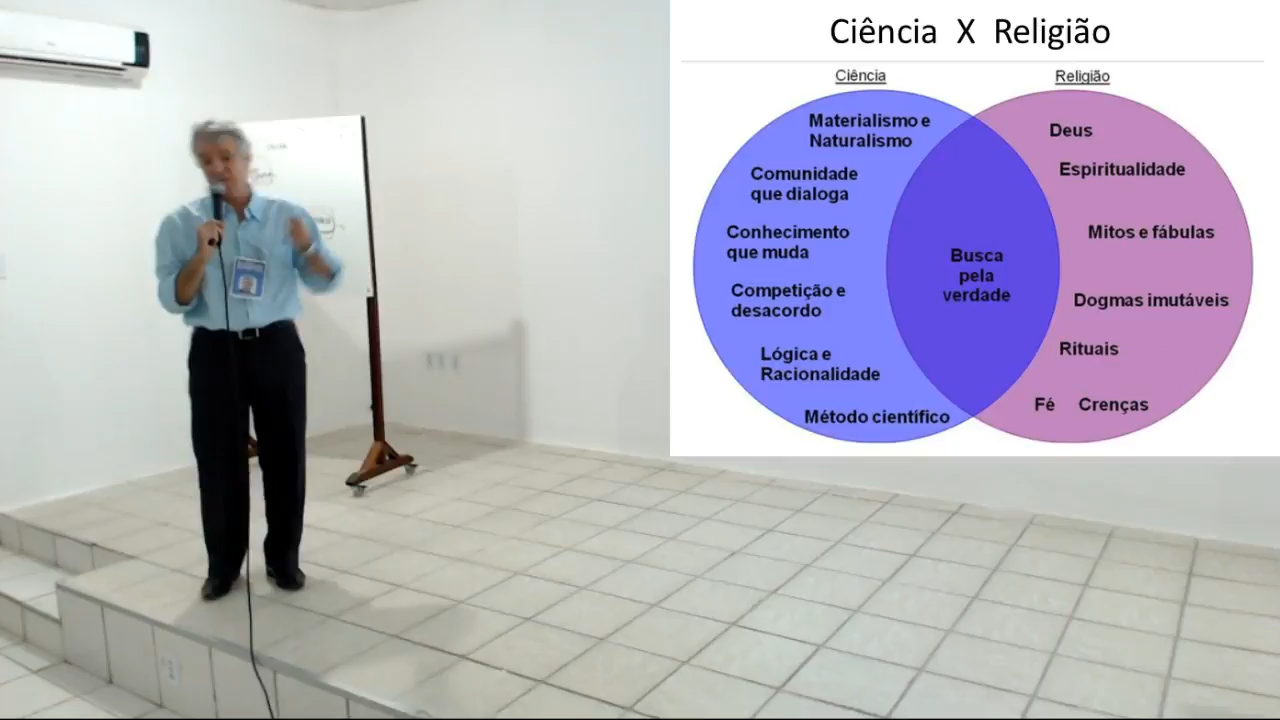 Ciência X Religião
Ciência
Religião
Materialismo e
Naturalismo
Comunidade
que dialoga
Conhecimento
que muda
Competição e
desacordo
Lógica e
Racionalidade
Método científico
Busca
pela
verdade
Deus
Espiritualidade
Mitos e fábulas
Dogmas imutáveis
Rituais
Fé Crenças